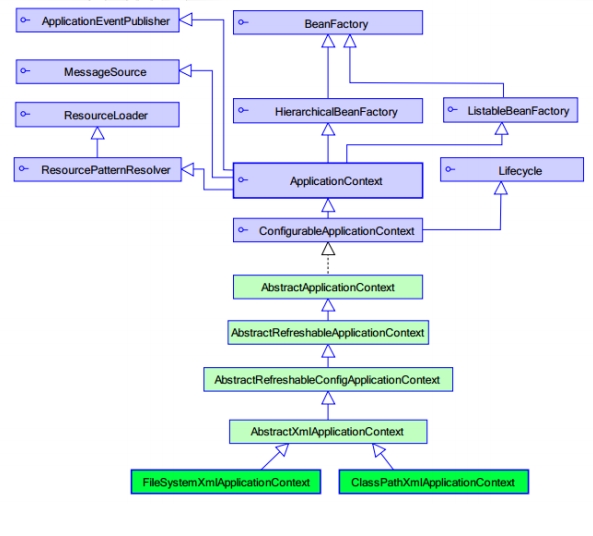 ApplicationEventPublisher
BeanFactory
MessageSource
ResourceLoader
HierarchicalBeanFactory
ListableBeanFactory
ResourcePatternResolver
ApplicationContext
Lifecycle
ConfigurableApplicationContext
AbstractApplicationContext
AbstractRefreshableApplicationContext
AbstractRefreshableConfigApplicationContext
AbstractXmlApplicationContext
FileSystemXmlApplicationContext
ClassPathXmlApplicationContext